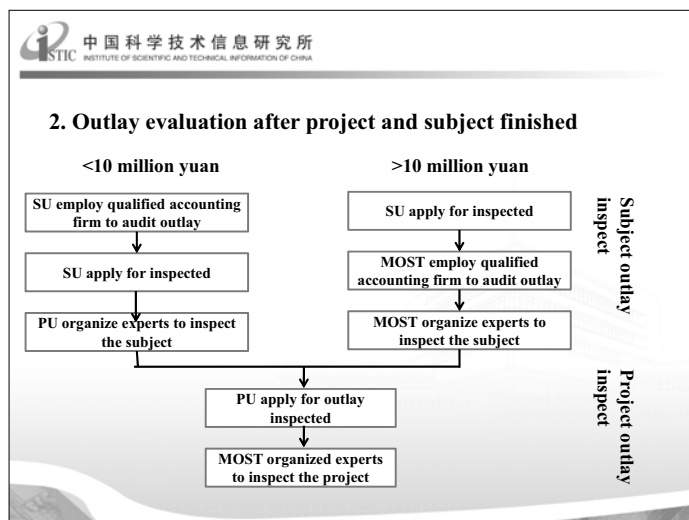 iSTIC
中国科学技术信息研究所
INSTITUTE OF SCIENTIFIC AND TECHNICAL INFORMATION OF CHINA
2. Outlay evaluation after project and subject finished
<10 million yuan
>10 million yuan
SU employ qualified accounting
firm to audit outlay
SU apply for inspected
PU organize experts to inspect
the subject
SU apply for inspected
MOST employ qualified
accounting firm to audit outlay
MOST organize experts to
inspect the subject
Subject outlay
inspect
PU apply for outlay
inspected
MOST organized experts
to inspect the project
Project outlay
inspect